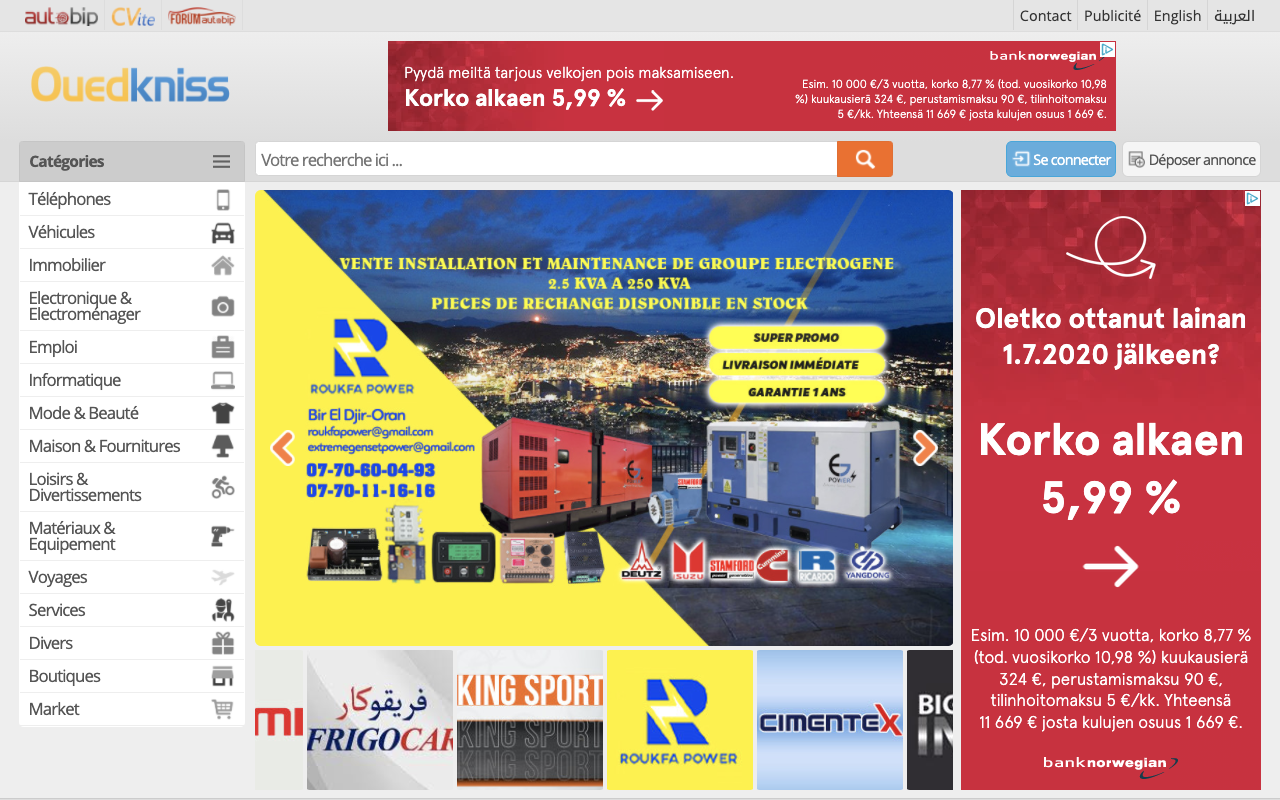 autobip
CVite
FORUM autobip
Contact
Publicité
English
العربية
Ouedkniss
Pyydä meiltä tarjous velkojen pois maksamiseen.
Korko alkaen 5,99 %
banknorwegian
Esim. 10 000 €/3 vuotta, korko 8,77 % (tod. vuosikorko 10,98
%) kuukausierä 324 €, perustamismaksu 90 €, tilinhoitomaksu
5 €/kk. Yhteensä 11 669 € josta kulujen osuus 1 669 €.
Catégories
Votre recherche ici ...
Se connecter
Déposer annonce
Téléphones
Véhicules
Immobilier
Electronique &
Electroménager
Emploi
Informatique
Mode & Beauté
Maison & Fournitures
Loisirs &
Divertissements
Matériaux &
Equipement
Voyages
Services
Divers
Boutiques
Market
VENTE INSTALLATION ET MAINTENANCE DE GROUPE ELECTROGENE
2.5 KVA A 250 KVA
PIECES DE RECHANGE DISPONIBLE EN STOCK
SUPER PROMO
LIVRAISON IMMÉDIATE
GARANTIE 1 ANS
ROUKFA POWER
Bir El Djir-Oran
roukfapower@gmail.com
extremegensetpower@gmail.com
07-70-60-04-93
07-70-11-16-16
POWER
STAMFORD
DEUTZ
ISUZU
STAMFORD
power generation
Cummins
RICARDO
YANGDONG
MI
فريقوكار
FRIGOCAR
KING SPORT
KING SPORT
KING SPORT
ROUKFA POWER
CIMENTEX
BIG
IN
Oletko ottanut lainan
1.7.2020 jälkeen?
Korko alkaen
5,99 %
Esim. 10 000 €/3 vuotta, korko 8,77 %
(tod. vuosikorko 10,98 %) kuukausierä
324 €, perustamismaksu 90 €,
tilinhoitomaksu 5 €/kk. Yhteensä
11 669 € josta kulujen osuus 1 669 €.
banknorwegian